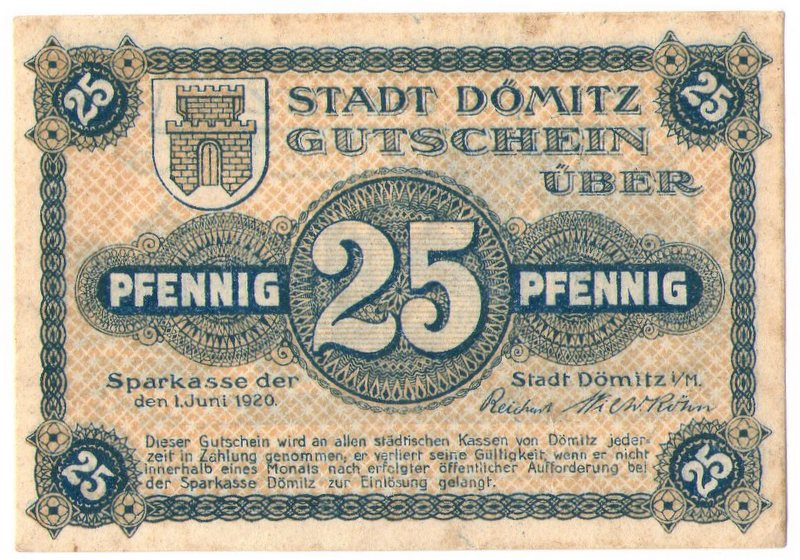 25 25
STADT DÖMITZ
GUTSCHEIN
ÜBER
PFENNIG 25 PFENNIG
Sparkasse der Stadt Dömitz i/M.
den 1. Juni 1920.
Reichert
Dieser Gutschein wird an allen städtischen Kassen von Dömitz jeder=
zeit in Zahlung genommen; er verliert seine Gültigkeit, wenn er nicht
innerhalb eines Monats nach erfolgter öffentlicher Aufforderung bei
der Sparkasse Dömitz zur Einlösung gelangt.
25 25